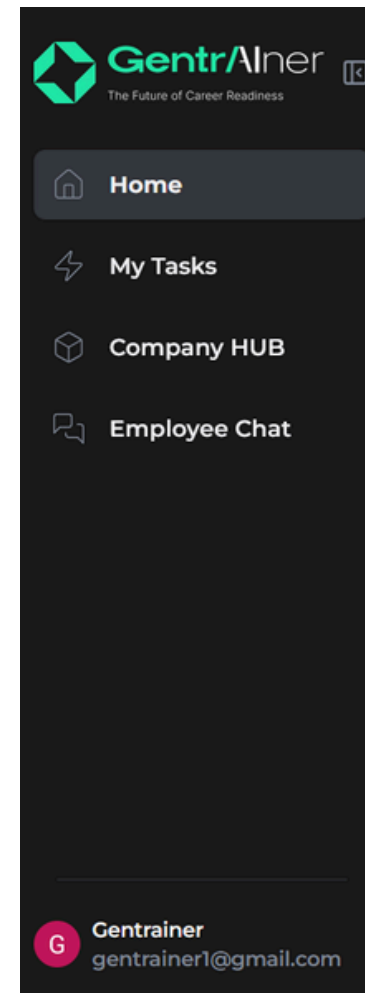 GentrAIner
The Future of Career Readiness
Home
My Tasks
Company HUB
Employee Chat
G
Gentrainer
gentrainer1@gmail.com